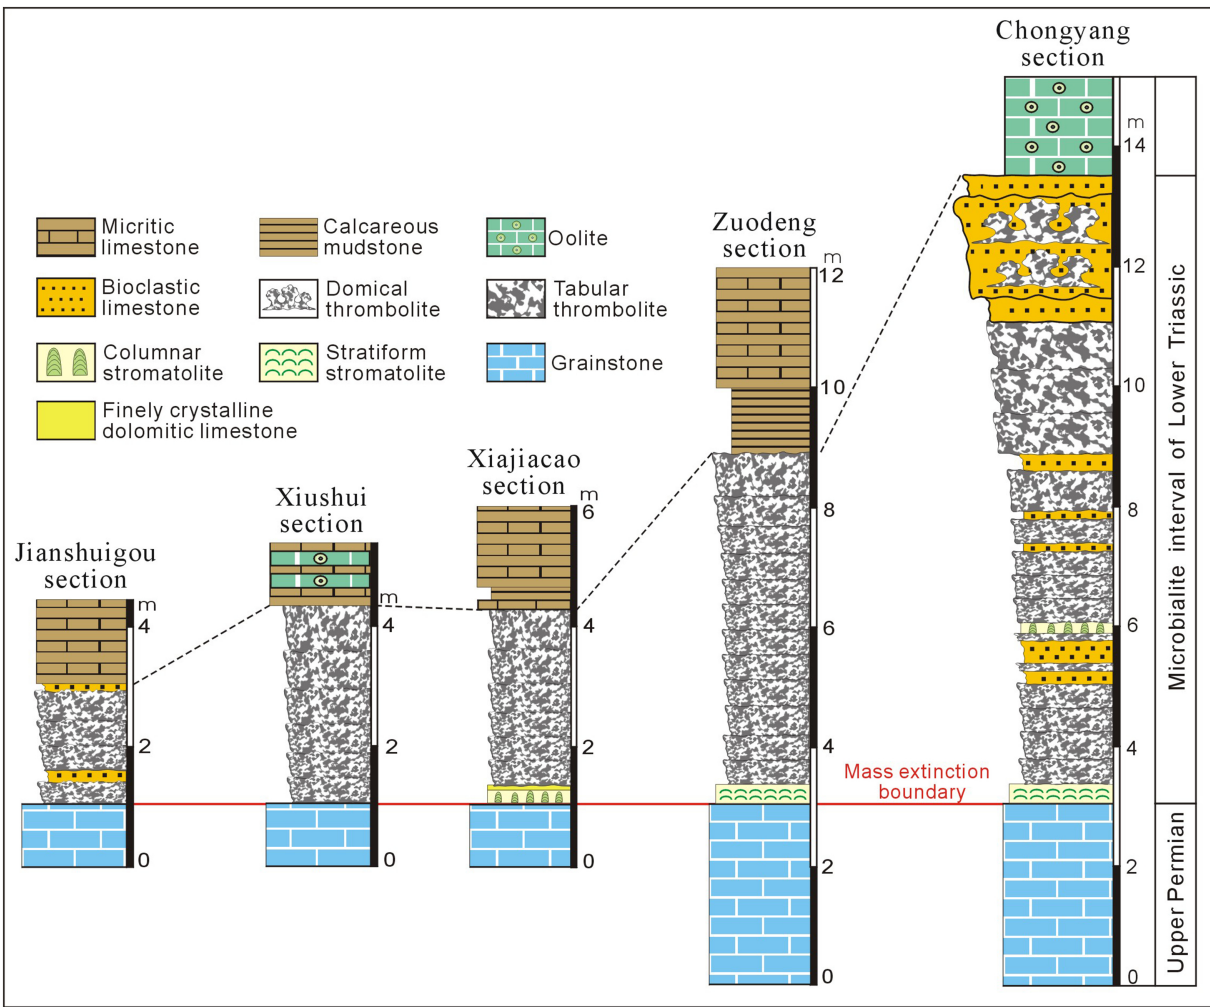 Chongyang
section
m
14
12
10
8
6
4
2
0
Microbialite interval of Lower Triassic
Upper Permian
Zuodeng
section
m
12
10
8
6
4
2
0
Mass extinction
boundary
Micritic
limestone
Calcareous
mudstone
Oolite
Bioclastic
limestone
Domical
thrombolite
Tabular
thrombolite
Columnar
stromatolite
Stratiform
stromatolite
Grainstone
Finely crystalline
dolomitic limestone
Xiajiacao
section
m
6
4
2
0
Xiushui
section
m
4
2
0
Jianshuigou
section
m
4
2
0